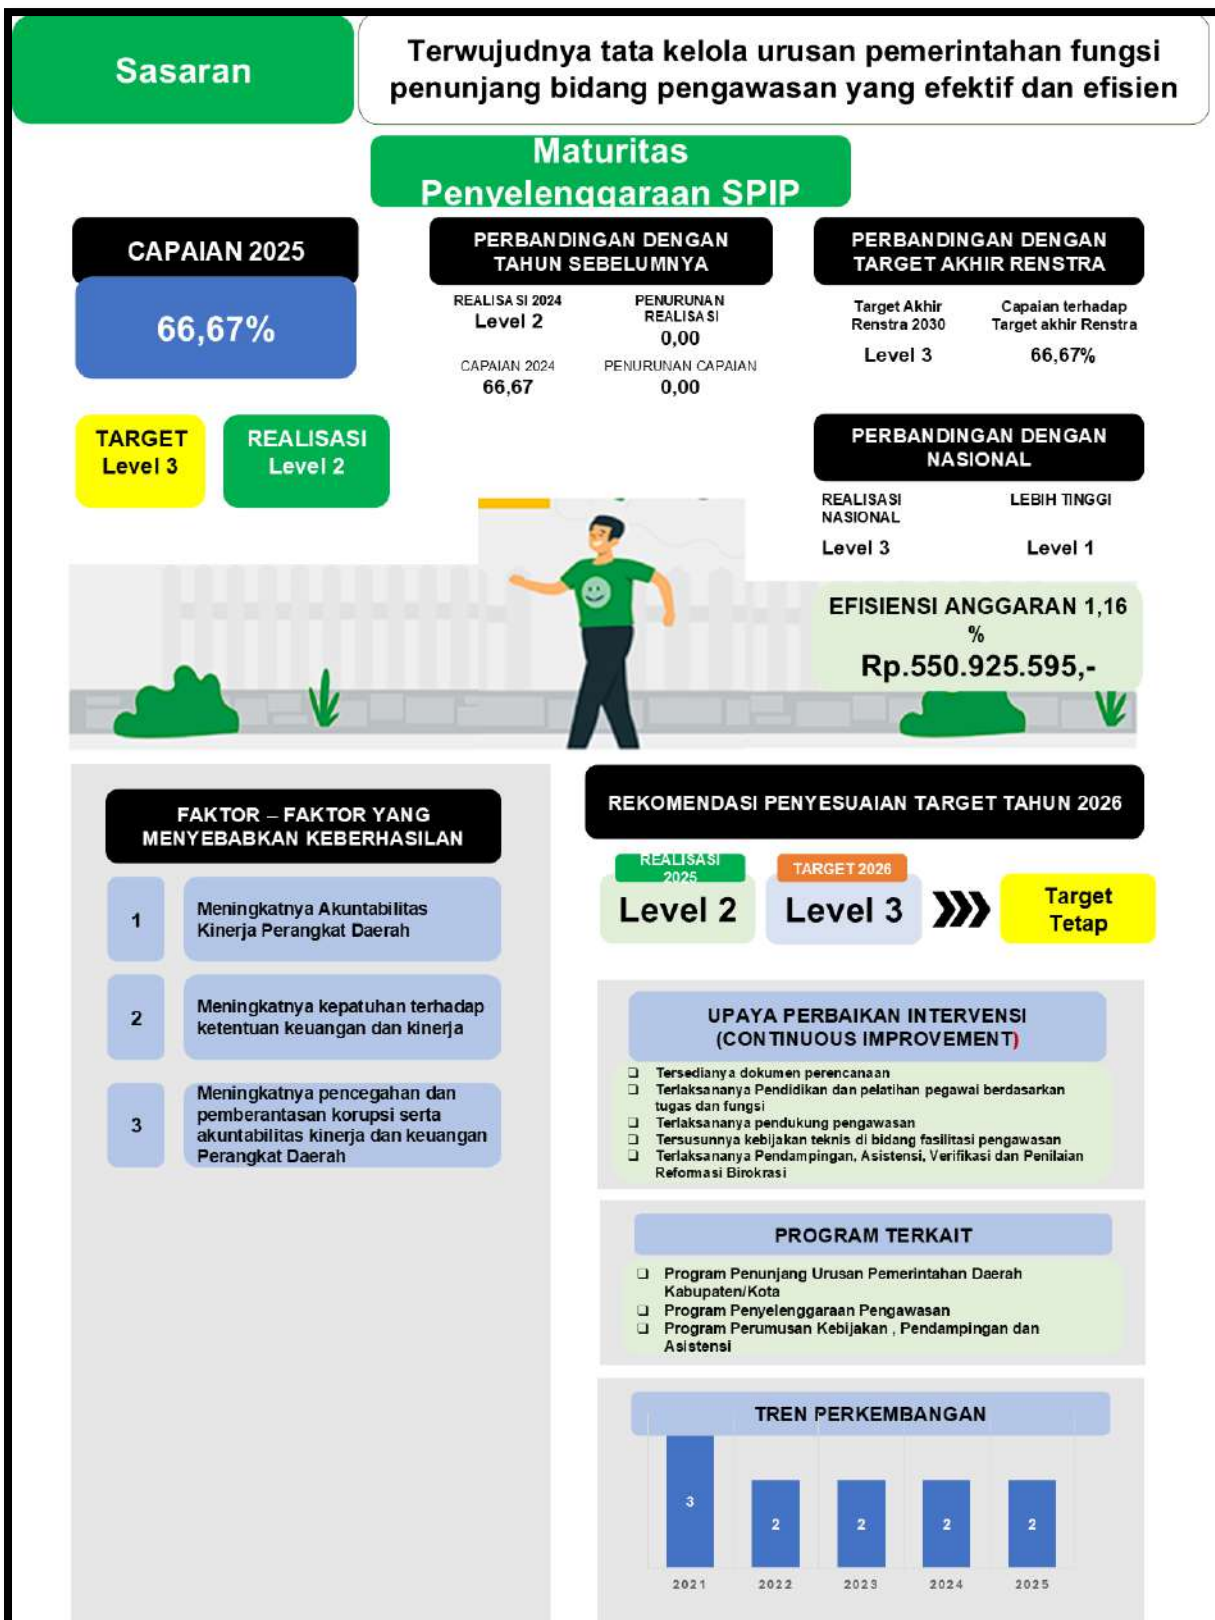 Sasaran
Terwujudnya tata kelola urusan pemerintahan fungsi
penunjang bidang pengawasan yang efektif dan efisien
Maturitas
Penyelenggaraan SPIP
CAPAIAN 2025
66,67%
TARGET
Level 3
REALISASI
Level 2
PERBANDINGAN DENGAN
TAHUN SEBELUMNYA
REALISASI 2024
Level 2
PENURUNAN
REALISASI
0,00
CAPAIAN 2024
66,67
PENURUNAN CAPAIAN
0,00
PERBANDINGAN DENGAN
TARGET AKHIR RENSTRA
Target Akhir
Renstra 2030
Level 3
Capaian terhadap
Target akhir Renstra
66,67%
PERBANDINGAN DENGAN
NASIONAL
REALISASI
NASIONAL
Level 3
LEBIH TINGGI
Level 1
EFISIENSI ANGGARAN 1,16
%
Rp.550.925.595,-
FAKTOR – FAKTOR YANG
MENYEBABKAN KEBERHASILAN
1
Meningkatnya Akuntabilitas
Kinerja Perangkat Daerah
2
Meningkatnya kepatuhan terhadap
ketentuan keuangan dan kinerja
3
Meningkatnya pencegahan dan
pemberantasan korupsi serta
akuntabilitas kinerja dan keuangan
Perangkat Daerah
REKOMENDASI PENYESUAIAN TARGET TAHUN 2026
REALISASI
2025
Level 2
TARGET 2026
Level 3
Target
Tetap
UPAYA PERBAIKAN INTERVENSI
(CONTINUOUS IMPROVEMENT)
❑ Tersedianya dokumen perencanaan
❑ Terlaksananya Pendidikan dan pelatihan pegawai berdasarkan
tugas dan fungsi
❑ Terlaksananya pendukung pengawasan
❑ Tersusunnya kebijakan teknis di bidang fasilitasi pengawasan
❑ Terlaksananya Pendampingan, Asistensi, Verifikasi dan Penilaian
Reformasi Birokrasi
PROGRAM TERKAIT
❑ Program Penunjang Urusan Pemerintahan Daerah
Kabupaten/Kota
❑ Program Penyelenggaraan Pengawasan
❑ Program Perumusan Kebijakan , Pendampingan dan
Asistensi
TREN PERKEMBANGAN
3
2
2
2
2
2021
2022
2023
2024
2025